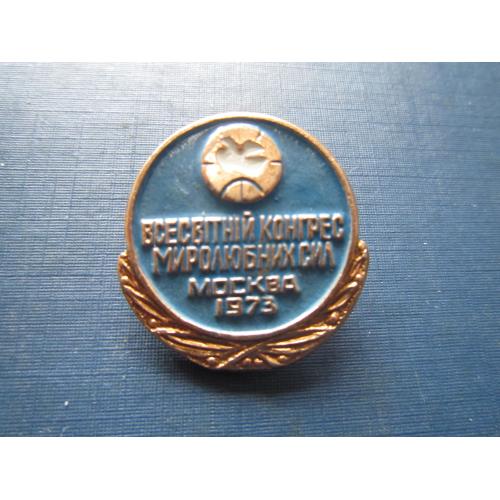 ВСЕСВІТНІЙ КОНГРЕС
МИРОЛЮБНИХ СИЛ
МОСКВА
1973